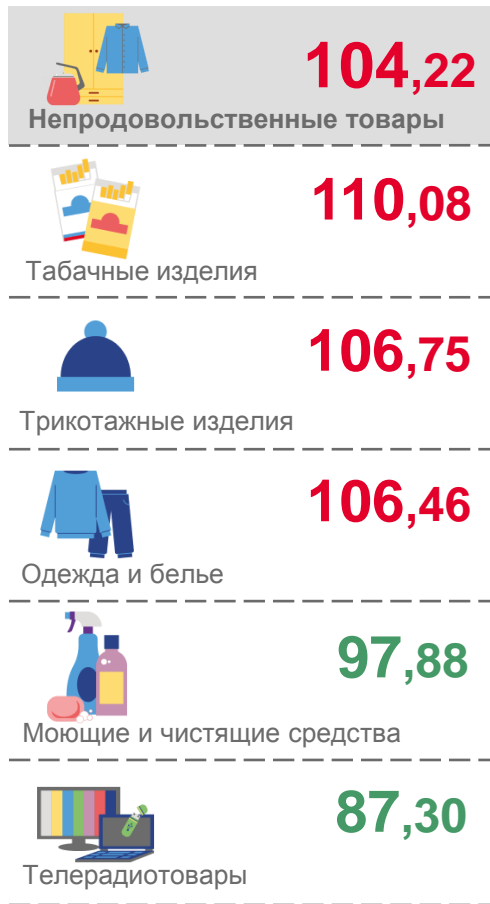 104,22
Непродовольственные товары
110,08
Табачные изделия
106,75
Трикотажные изделия
106,46
Одежда и белье
97,88
Моющие и чистящие средства
87,30
Телерадиотовары